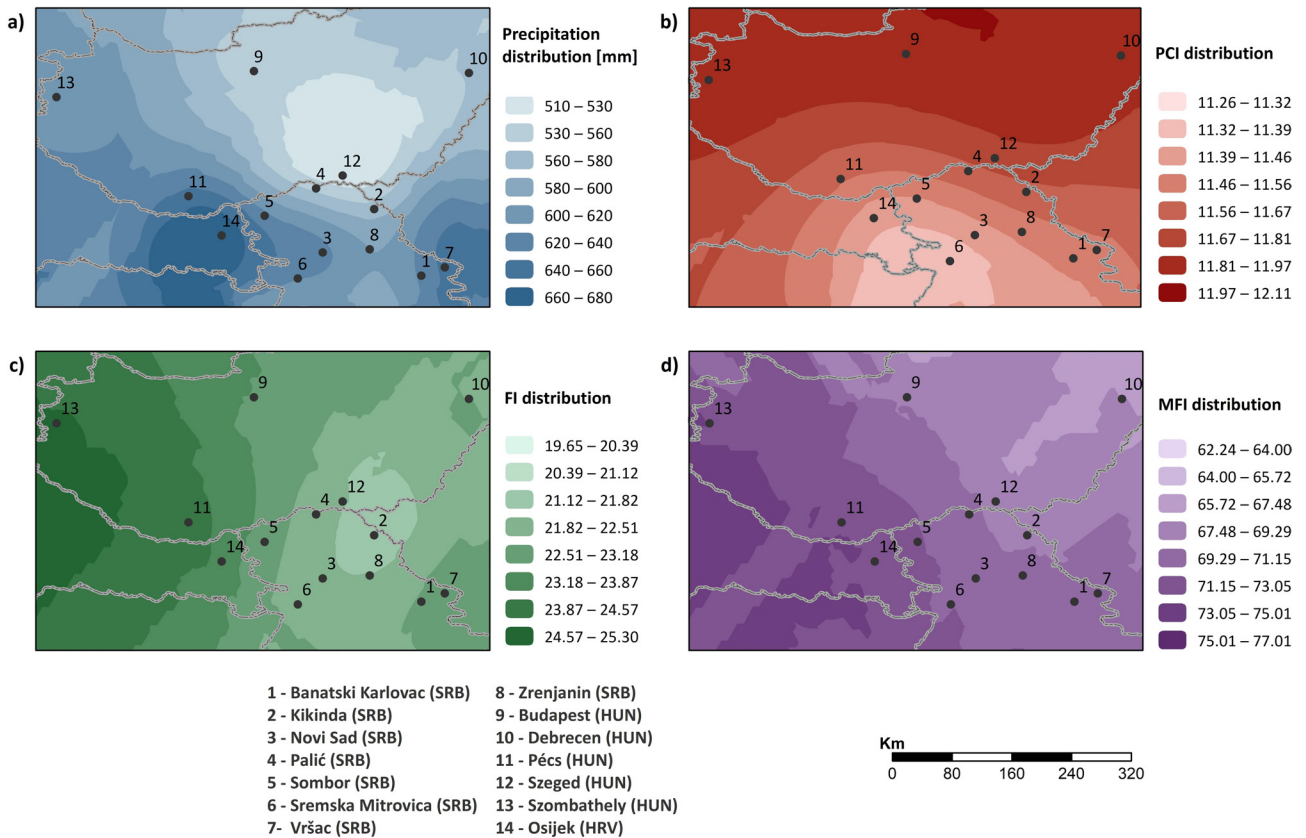 a)
9
10
13
12
4
11
5
2
14
3
8
6
1
7
Precipitation
distribution [mm]
510 – 530
530 – 560
560 – 580
580 – 600
600 – 620
620 – 640
640 – 660
660 – 680
b)
9
10
13
12
4
11
5
2
14
3
8
6
1
7
PCI distribution
11.26 – 11.32
11.32 – 11.39
11.39 – 11.46
11.46 – 11.56
11.56 – 11.67
11.67 – 11.81
11.81 – 11.97
11.97 – 12.11
c)
9
10
13
12
4
11
5
2
14
3
8
6
1
7
FI distribution
19.65 – 20.39
20.39 – 21.12
21.12 – 21.82
21.82 – 22.51
22.51 – 23.18
23.18 – 23.87
23.87 – 24.57
24.57 – 25.30
d)
9
10
13
12
4
11
5
2
14
3
8
6
1
7
MFI distribution
62.24 – 64.00
64.00 – 65.72
65.72 – 67.48
67.48 – 69.29
69.29 – 71.15
71.15 – 73.05
73.05 – 75.01
75.01 – 77.01
1 - Banatski Karlovac (SRB)
2 - Kikinda (SRB)
3 - Novi Sad (SRB)
4 - Palić (SRB)
5 - Sombor (SRB)
6 - Sremska Mitrovica (SRB)
7- Vršac (SRB)
8 - Zrenjanin (SRB)
9 - Budapest (HUN)
10 - Debrecen (HUN)
11 - Pécs (HUN)
12 - Szeged (HUN)
13 - Szombathely (HUN)
14 - Osijek (HRV)
Km
0 80 160 240 320